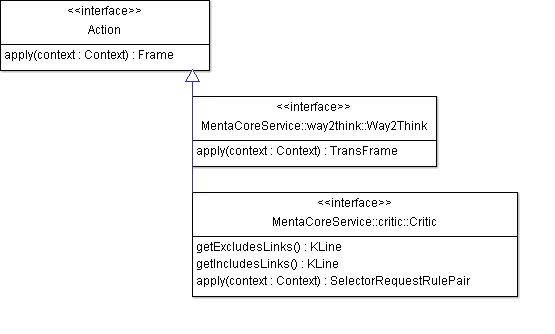 <<interface>>
Action
apply(context : Context) : Frame
<<interface>>
MentaCoreService::way2think::Way2Think
apply(context : Context) : TransFrame
<<interface>>
MentaCoreService::critic::Critic
getExcludesLinks() : KLine
getIncludesLinks() : KLine
apply(context : Context) : SelectorRequestRulePair